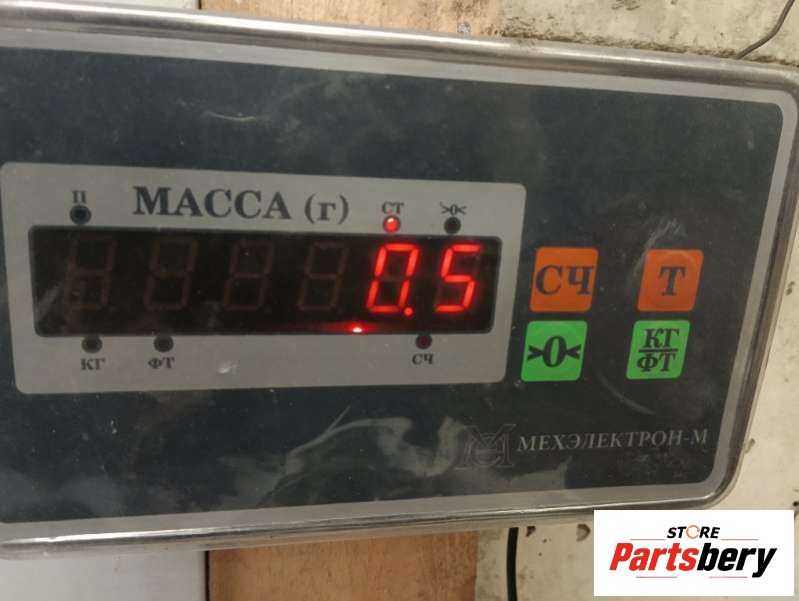 П
МАССА (г)
СТ
>0<
0.5
КГ
ФТ
СЧ
СЧ
Т
>0<
КГ
ФТ
МЕХЭЛЕКТРОН-М
STORE
Partsbery